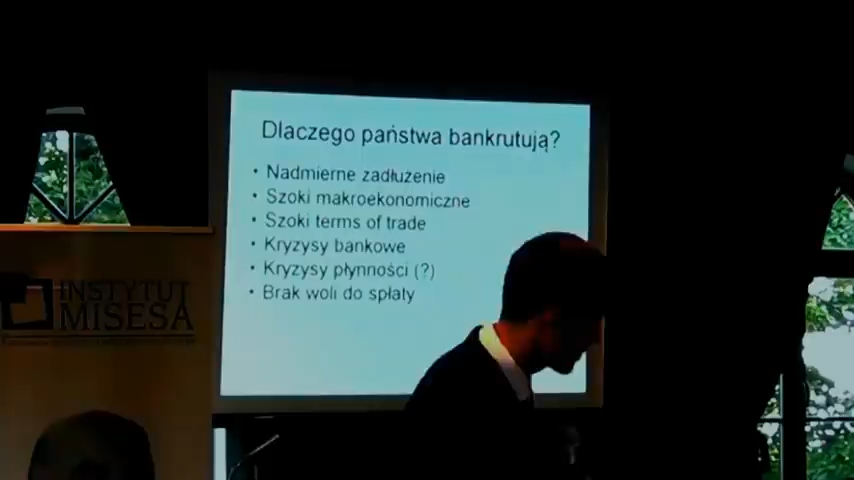 Dlaczego państwa bankrutują?
• Nadmierne zadłużenie
• Szoki makroekonomiczne
• Szoki terms of trade
• Kryzysy bankowe
• Kryzysy płynności (?)
• Brak woli do spłaty
INSTYTUT
MISESA